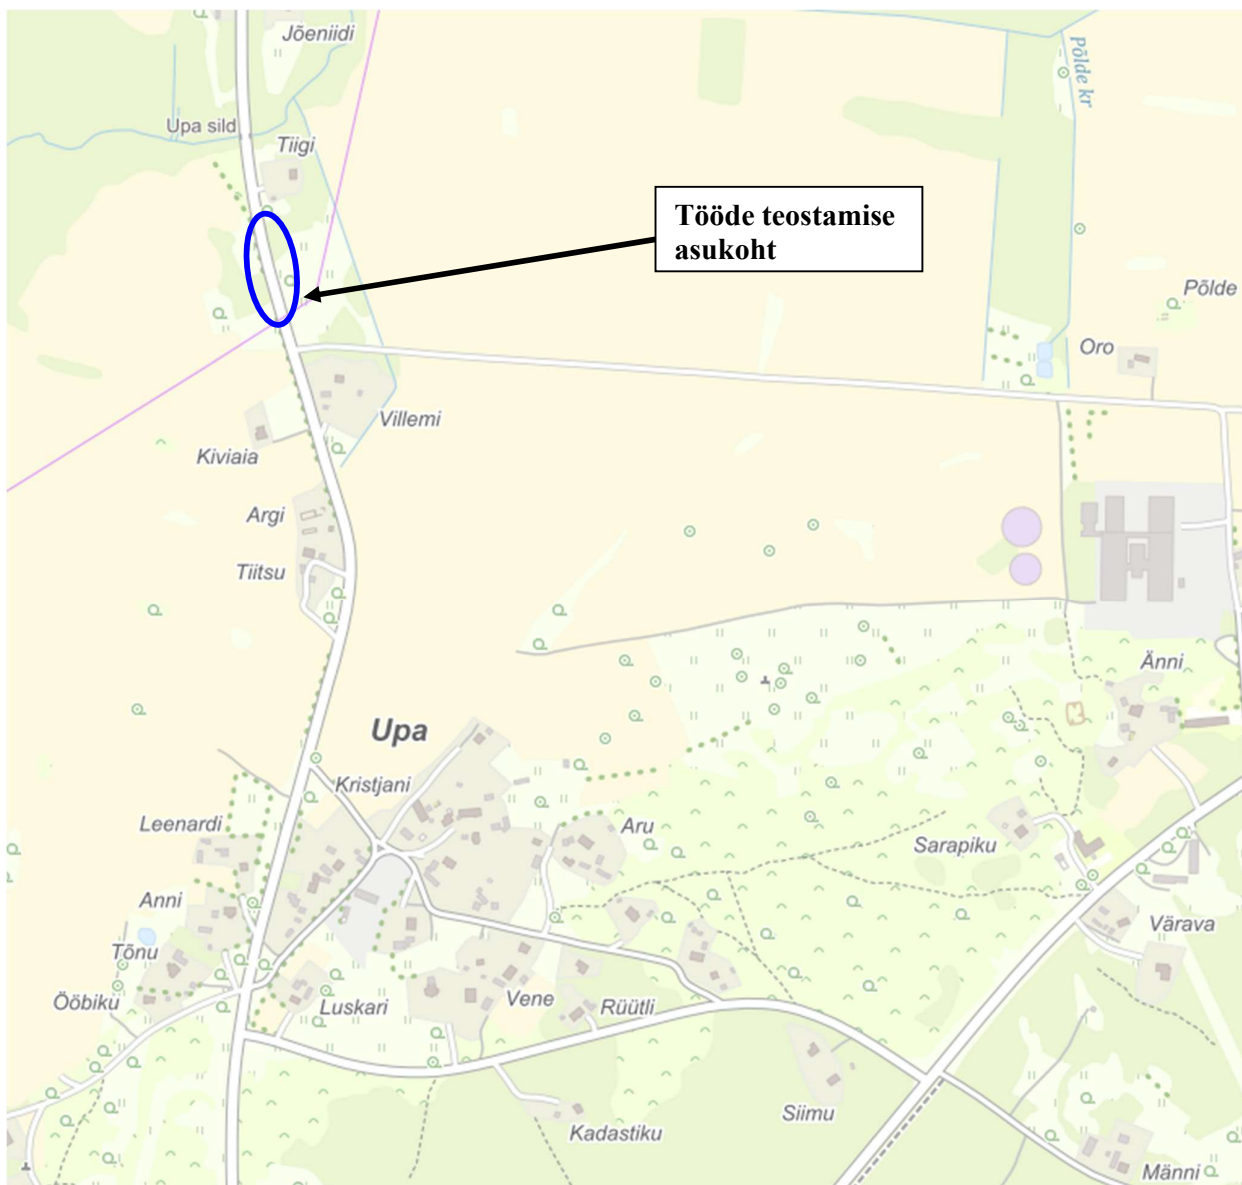 Jõeniidi
Põlde kr
Upa sild
Tiigi
Tööde teostamise
asukoht
Põlde
Oro
Villemi
Kiviaia
Argi
Tiitsu
Änni
Upa
Kristjani
Leenardi
Aru
Sarapiku
Anni
Värava
Tõnu
Ööbiku
Luskari
Vene
Rüütli
Siimu
Kadastiku
Männi